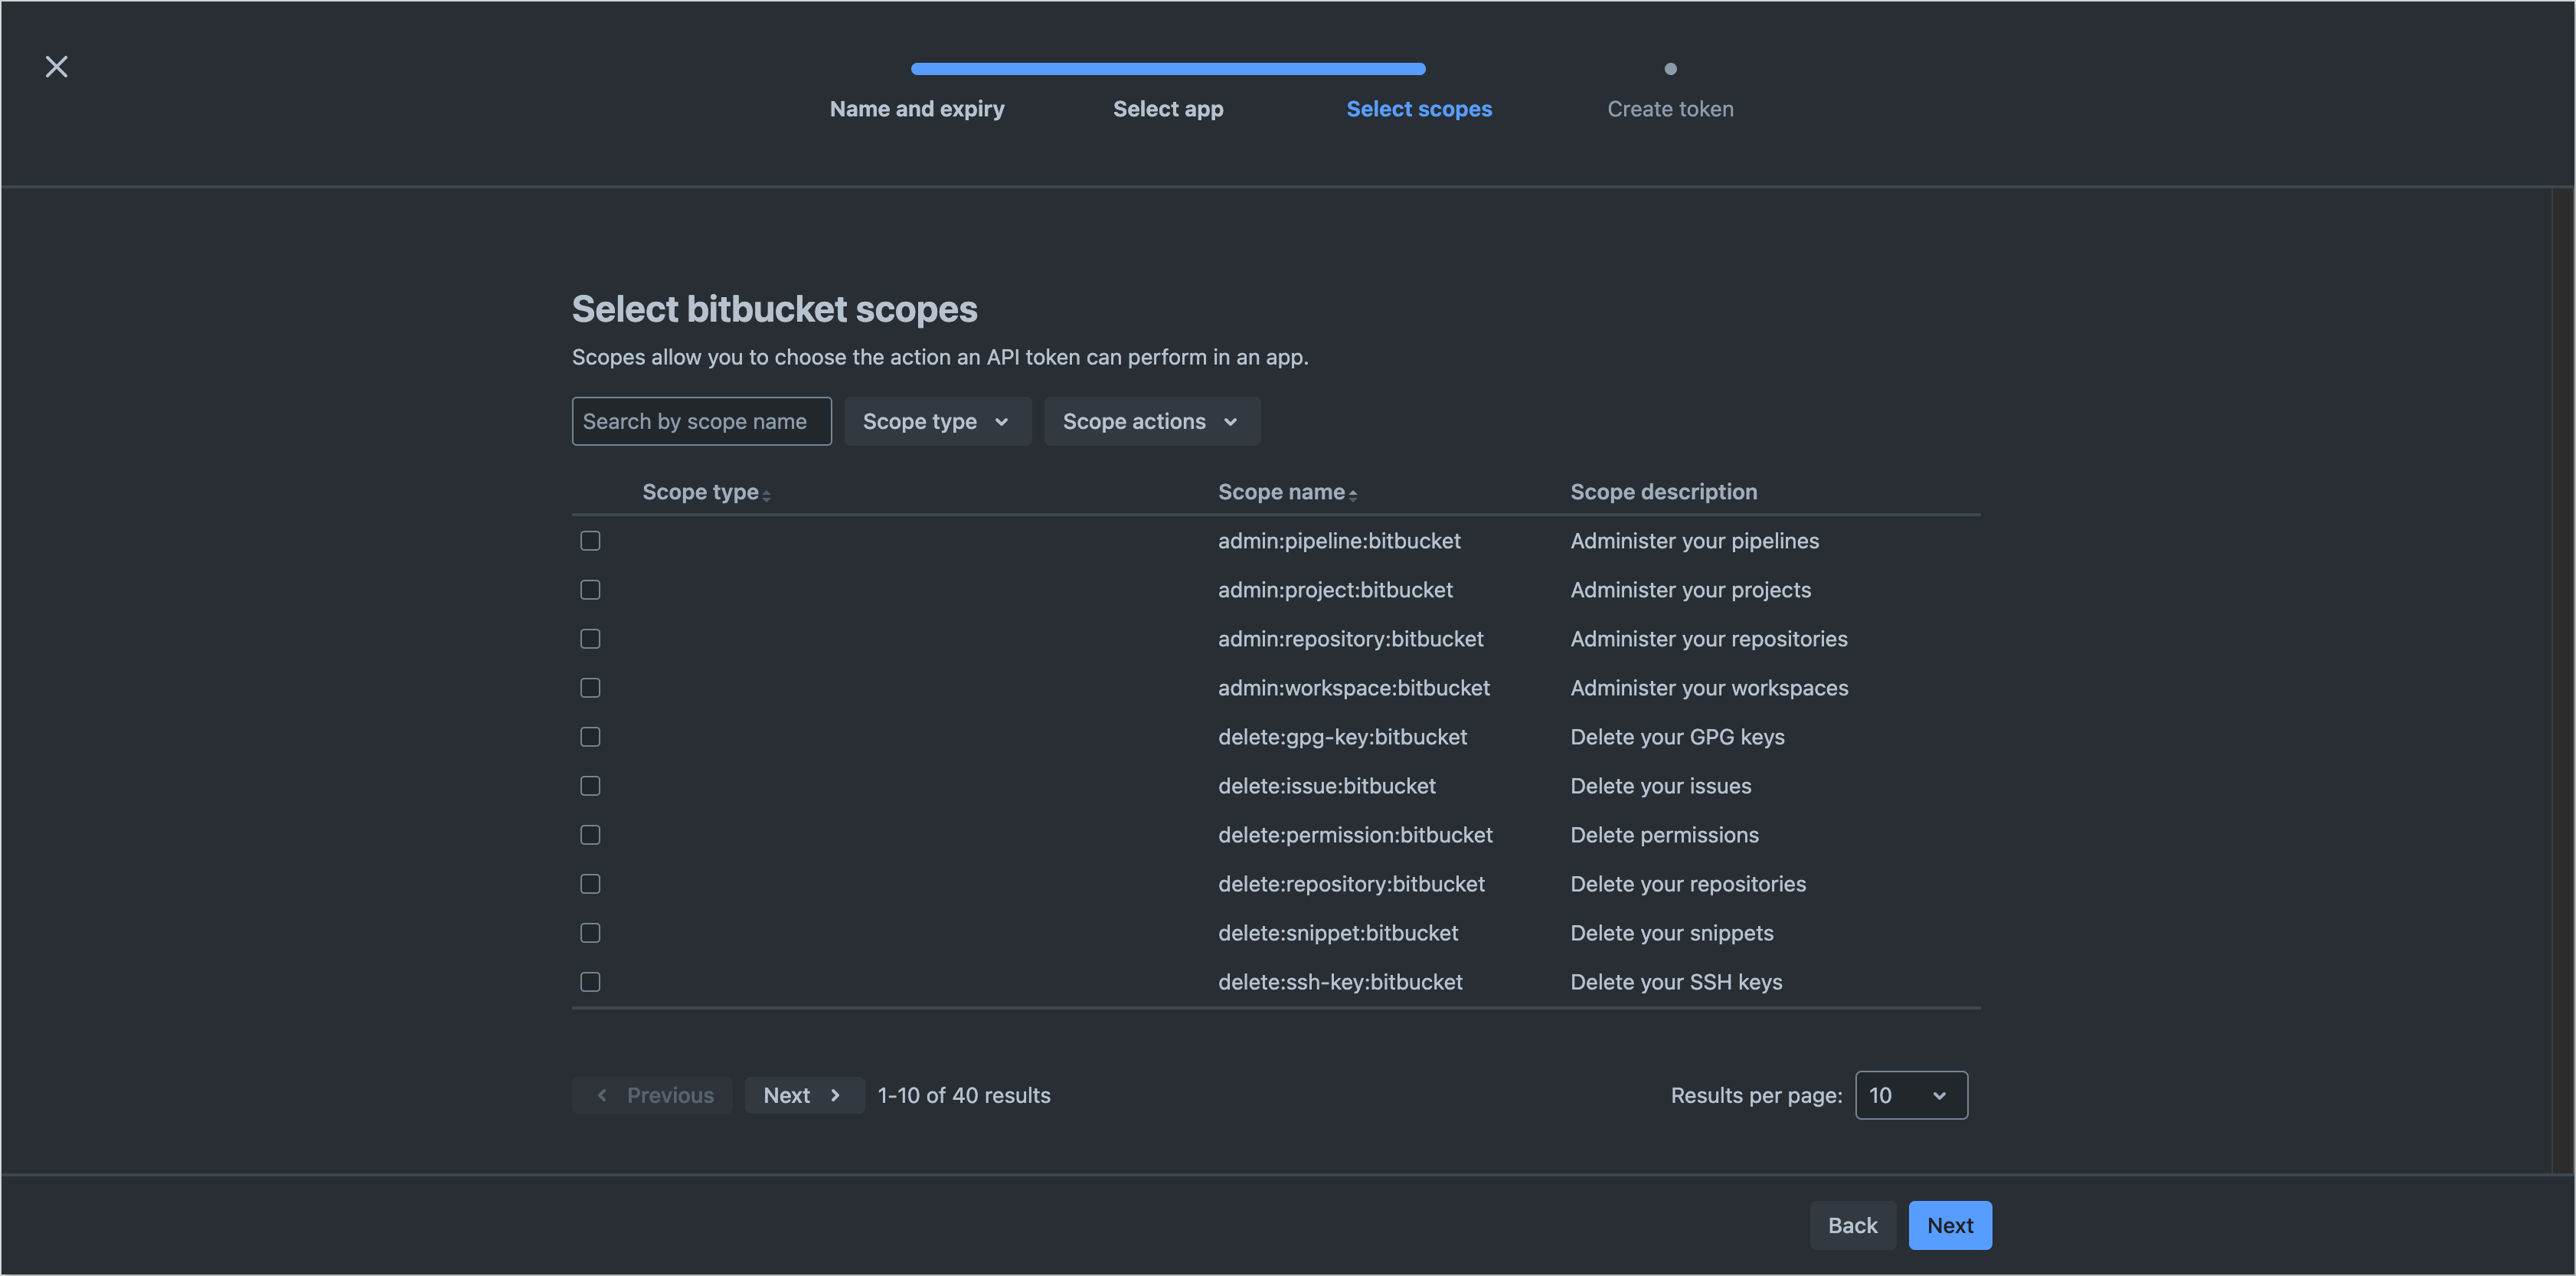 Name and expiry Select app Select scopes Create token
Select bitbucket scopes
Scopes allow you to choose the action an API token can perform in an app.
Search by scope name Scope type Scope actions
Scope type Scope name Scope description
admin:pipeline:bitbucket Administer your pipelines
admin:project:bitbucket Administer your projects
admin:repository:bitbucket Administer your repositories
admin:workspace:bitbucket Administer your workspaces
delete:gpg-key:bitbucket Delete your GPG keys
delete:issue:bitbucket Delete your issues
delete:permission:bitbucket Delete permissions
delete:repository:bitbucket Delete your repositories
delete:snippet:bitbucket Delete your snippets
delete:ssh-key:bitbucket Delete your SSH keys
Previous Next 1-10 of 40 results Results per page: 10
Back Next